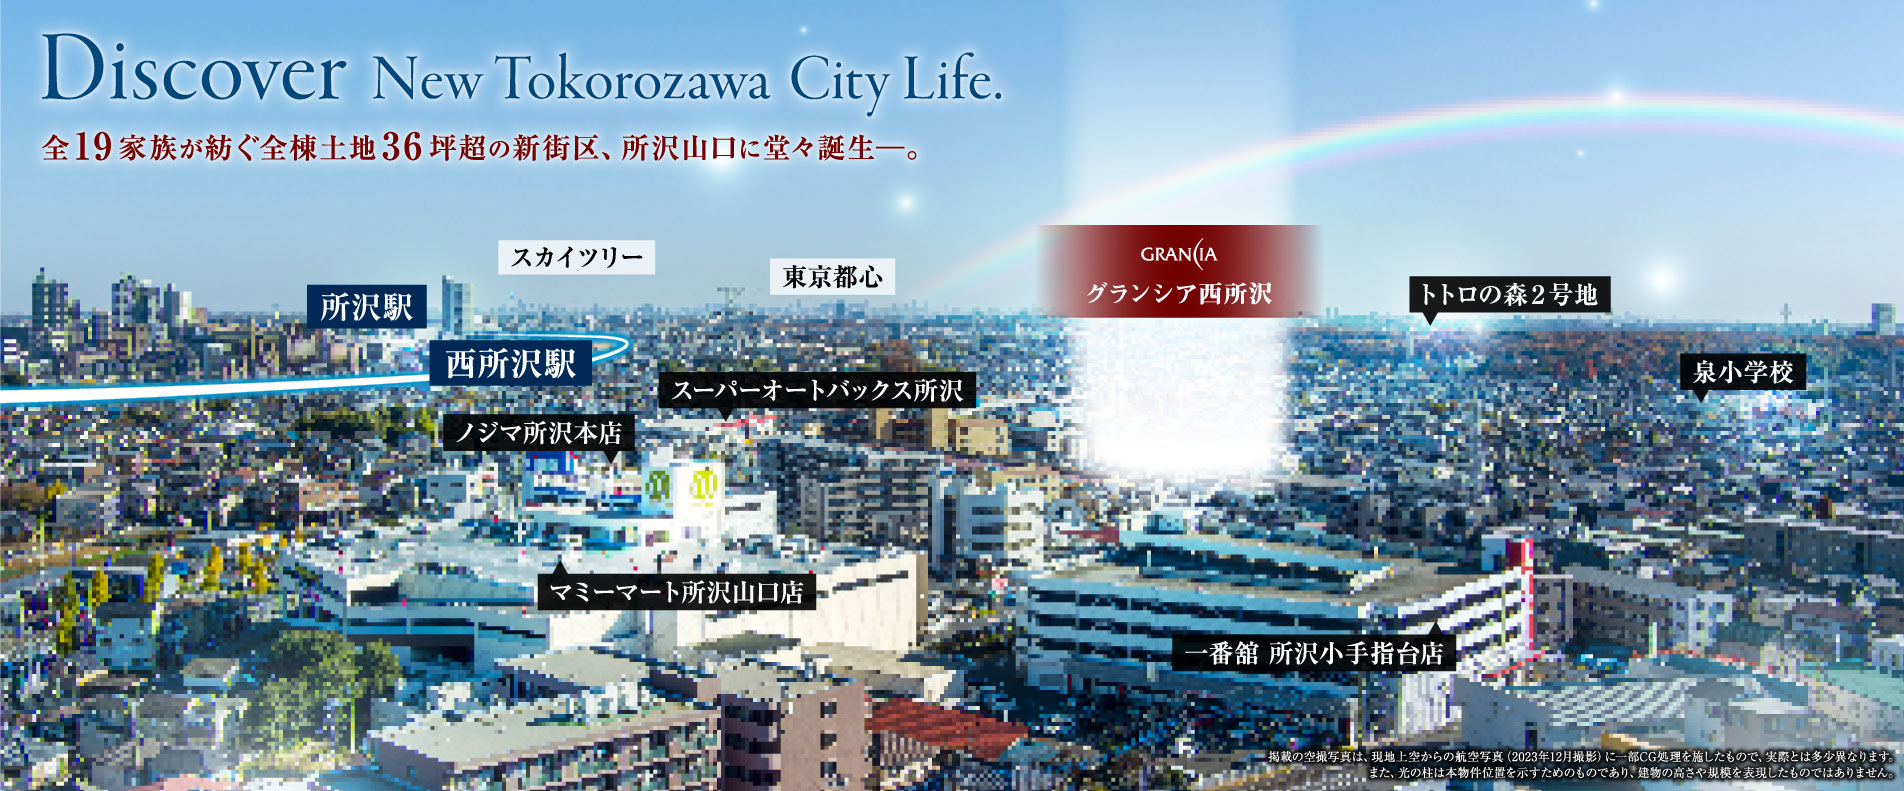 Discover New Tokorozawa City Life.
全19家族が紡ぐ全棟土地36坪超の新街区、所沢山口に堂々誕生―。
スカイツリー
東京都心
GRANCIA
グランシア西所沢
所沢駅
トトロの森２号地
西所沢駅
泉小学校
スーパーオートバックス所沢
ノジマ所沢本店
マミーマート所沢山口店
一番舘 所沢小手指台店
掲載の空撮写真は、現地上空からの航空写真（2023年12月撮影）に一部CG処理を施したもので、実際とは多少異なります。
また、光の柱は本物件位置を示すためのものであり、建物の高さや規模を表現したものではありません。